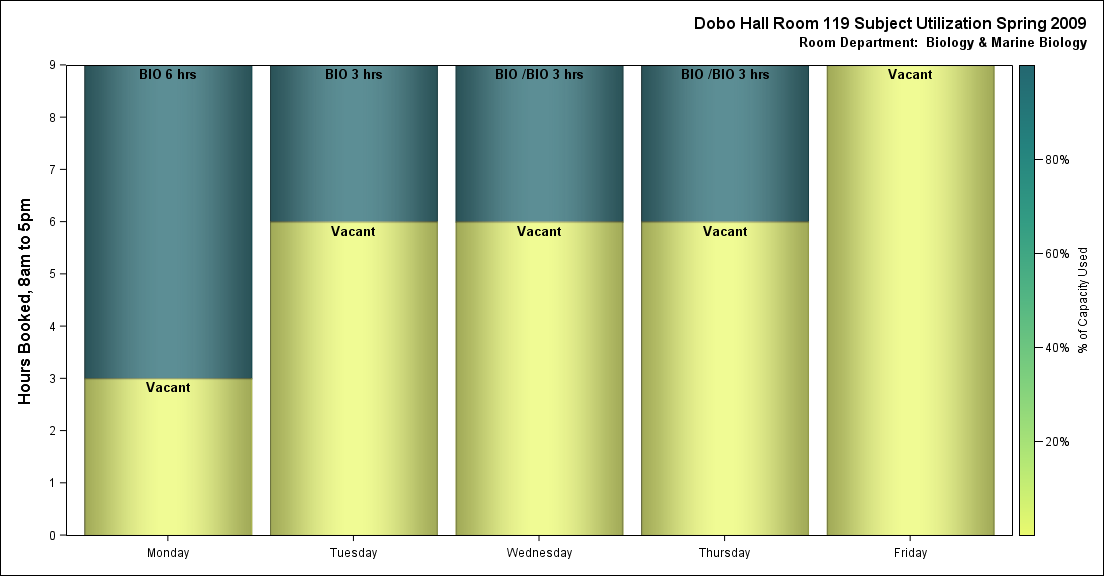 Dobo Hall Room 119 Subject Utilization Spring 2009
Room Department:  Biology & Marine Biology
Hours Booked, 8am to 5pm
9
8
7
6
5
4
3
2
1
0
BIO 6 hrs
Vacant
BIO 3 hrs
Vacant
BIO /BIO 3 hrs
Vacant
BIO /BIO 3 hrs
Vacant
Vacant
Monday
Tuesday
Wednesday
Thursday
Friday
80%
60%
40%
20%
% of Capacity Used